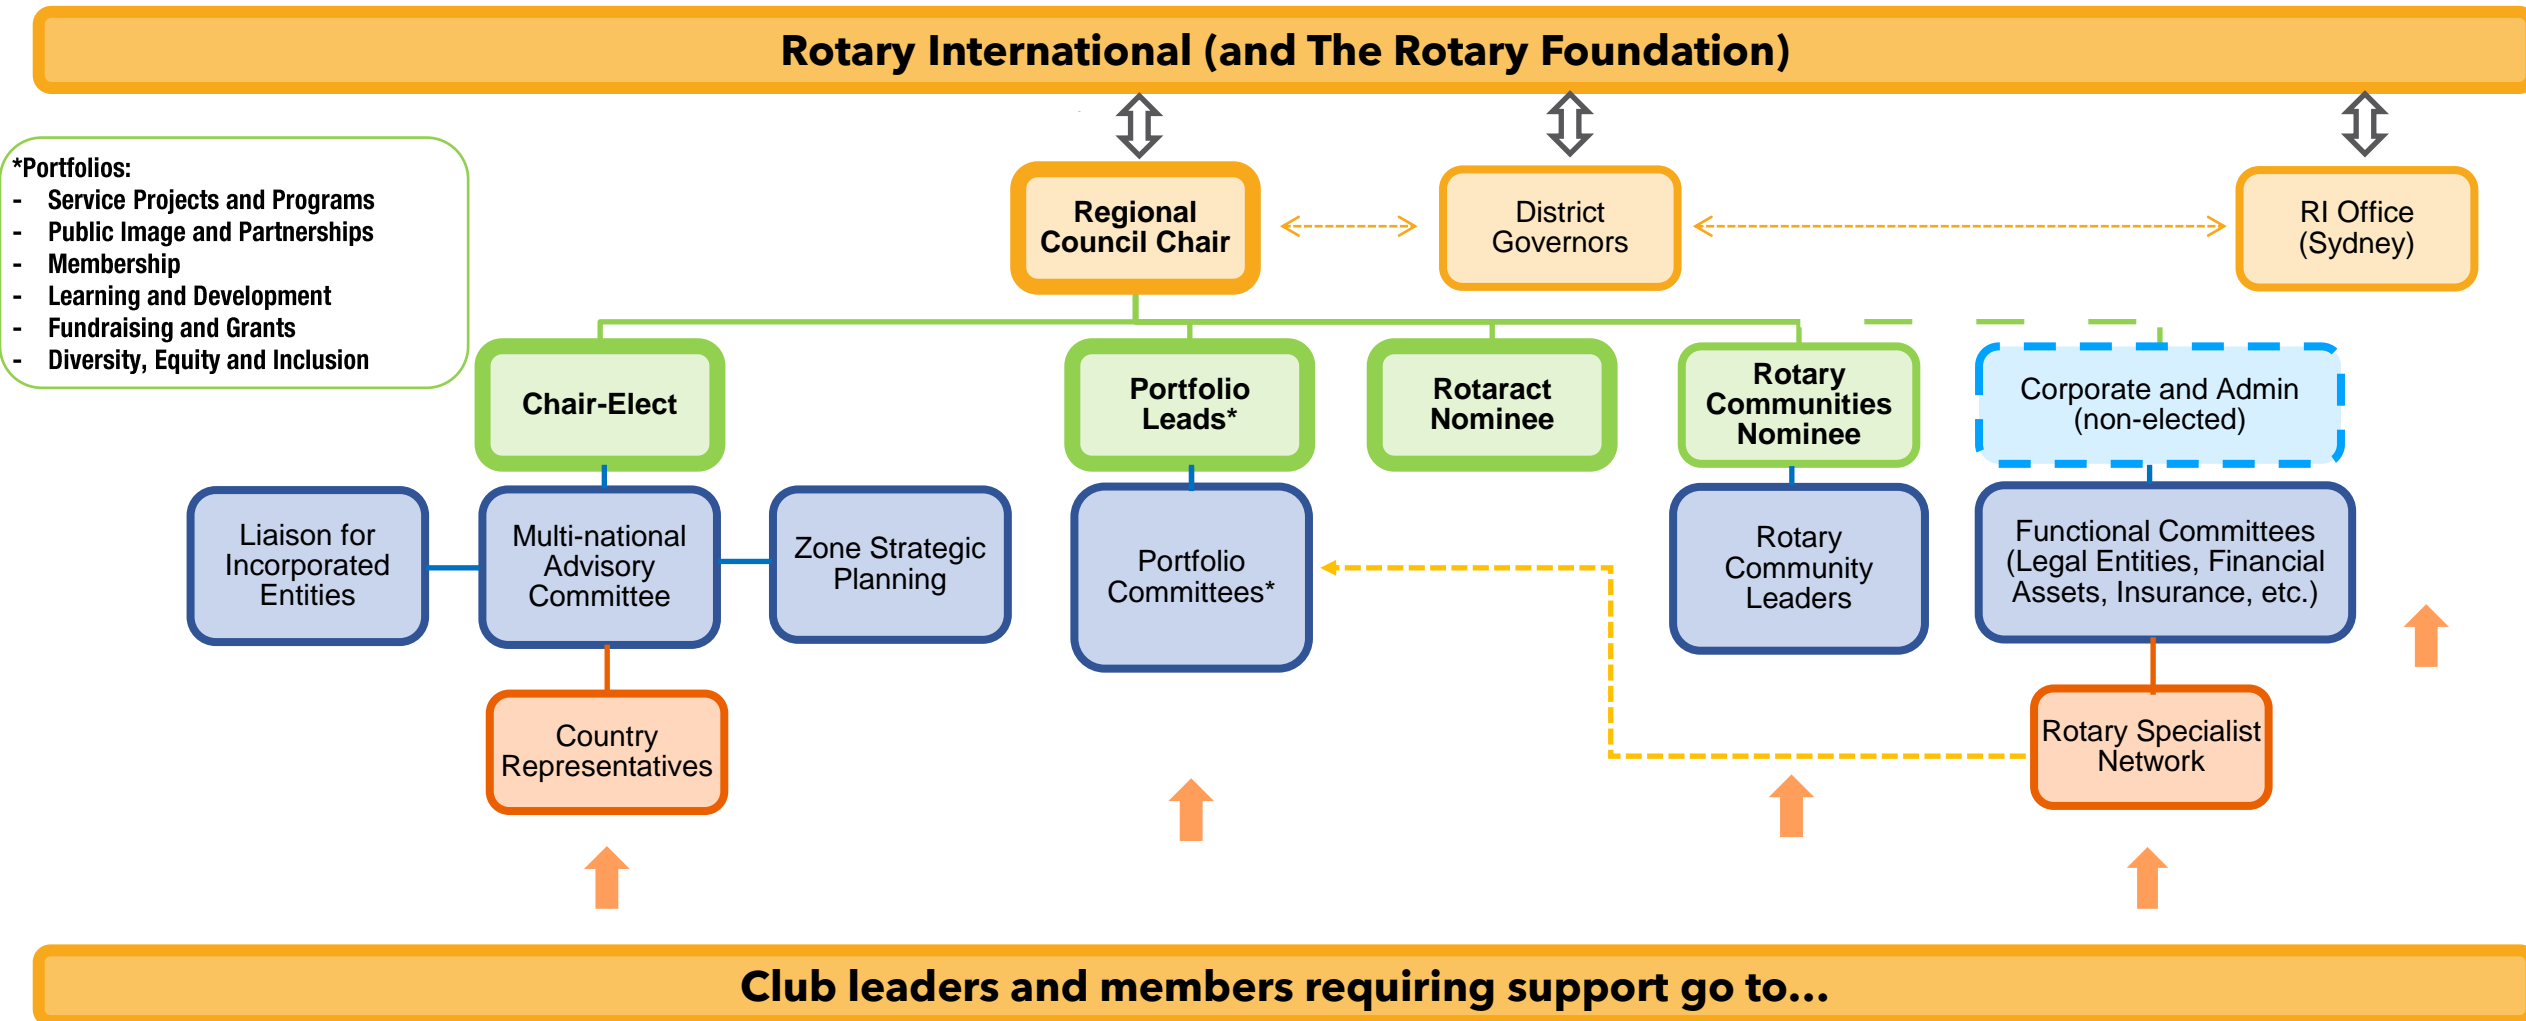 Rotary International (and The Rotary Foundation)
*Portfolios:
- Service Projects and Programs
- Public Image and Partnerships
- Membership
- Learning and Development
- Fundraising and Grants
- Diversity, Equity and Inclusion
Regional
Council Chair
District
Governors
RI Office
(Sydney)
Chair-Elect
Portfolio
Leads*
Rotaract
Nominee
Rotary
Communities
Nominee
Corporate and Admin
(non-elected)
Liaison for
Incorporated
Entities
Multi-national
Advisory
Committee
Zone Strategic
Planning
Portfolio
Committees*
Rotary
Community
Leaders
Functional Committees
(Legal Entities, Financial
Assets, Insurance, etc.)
Country
Representatives
Rotary Specialist
Network
Club leaders and members requiring support go to...